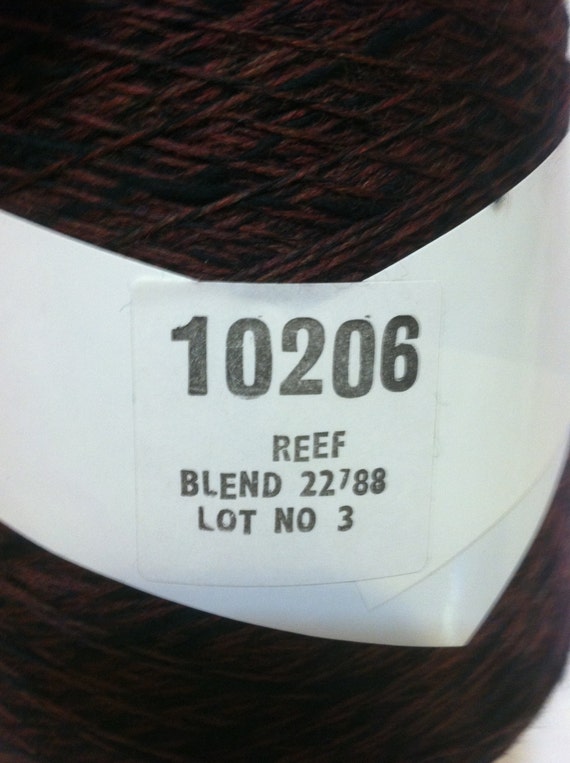 10206
REEF
BLEND 22788
LOT NO 3